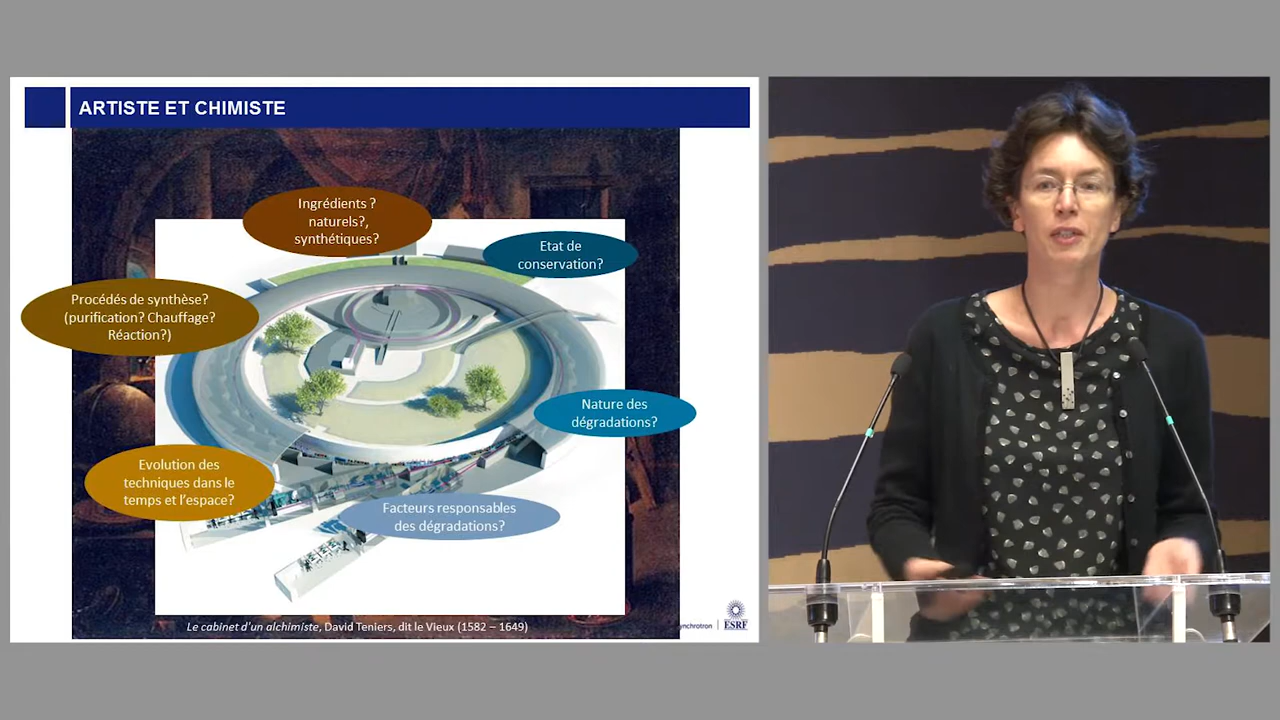 ARTISTE ET CHIMISTE
Ingrédients ?
naturels?,
synthétiques?
Etat de
conservation?
Procédés de synthèse?
(purification? Chauffage?
Réaction?)
Nature des
dégradations?
Evolution des
techniques dans le
temps et l'espace?
Facteurs responsables
des dégradations?
Le cabinet d'un alchimiste, David Teniers, dit le Vieux (1582 – 1649)
ESRF